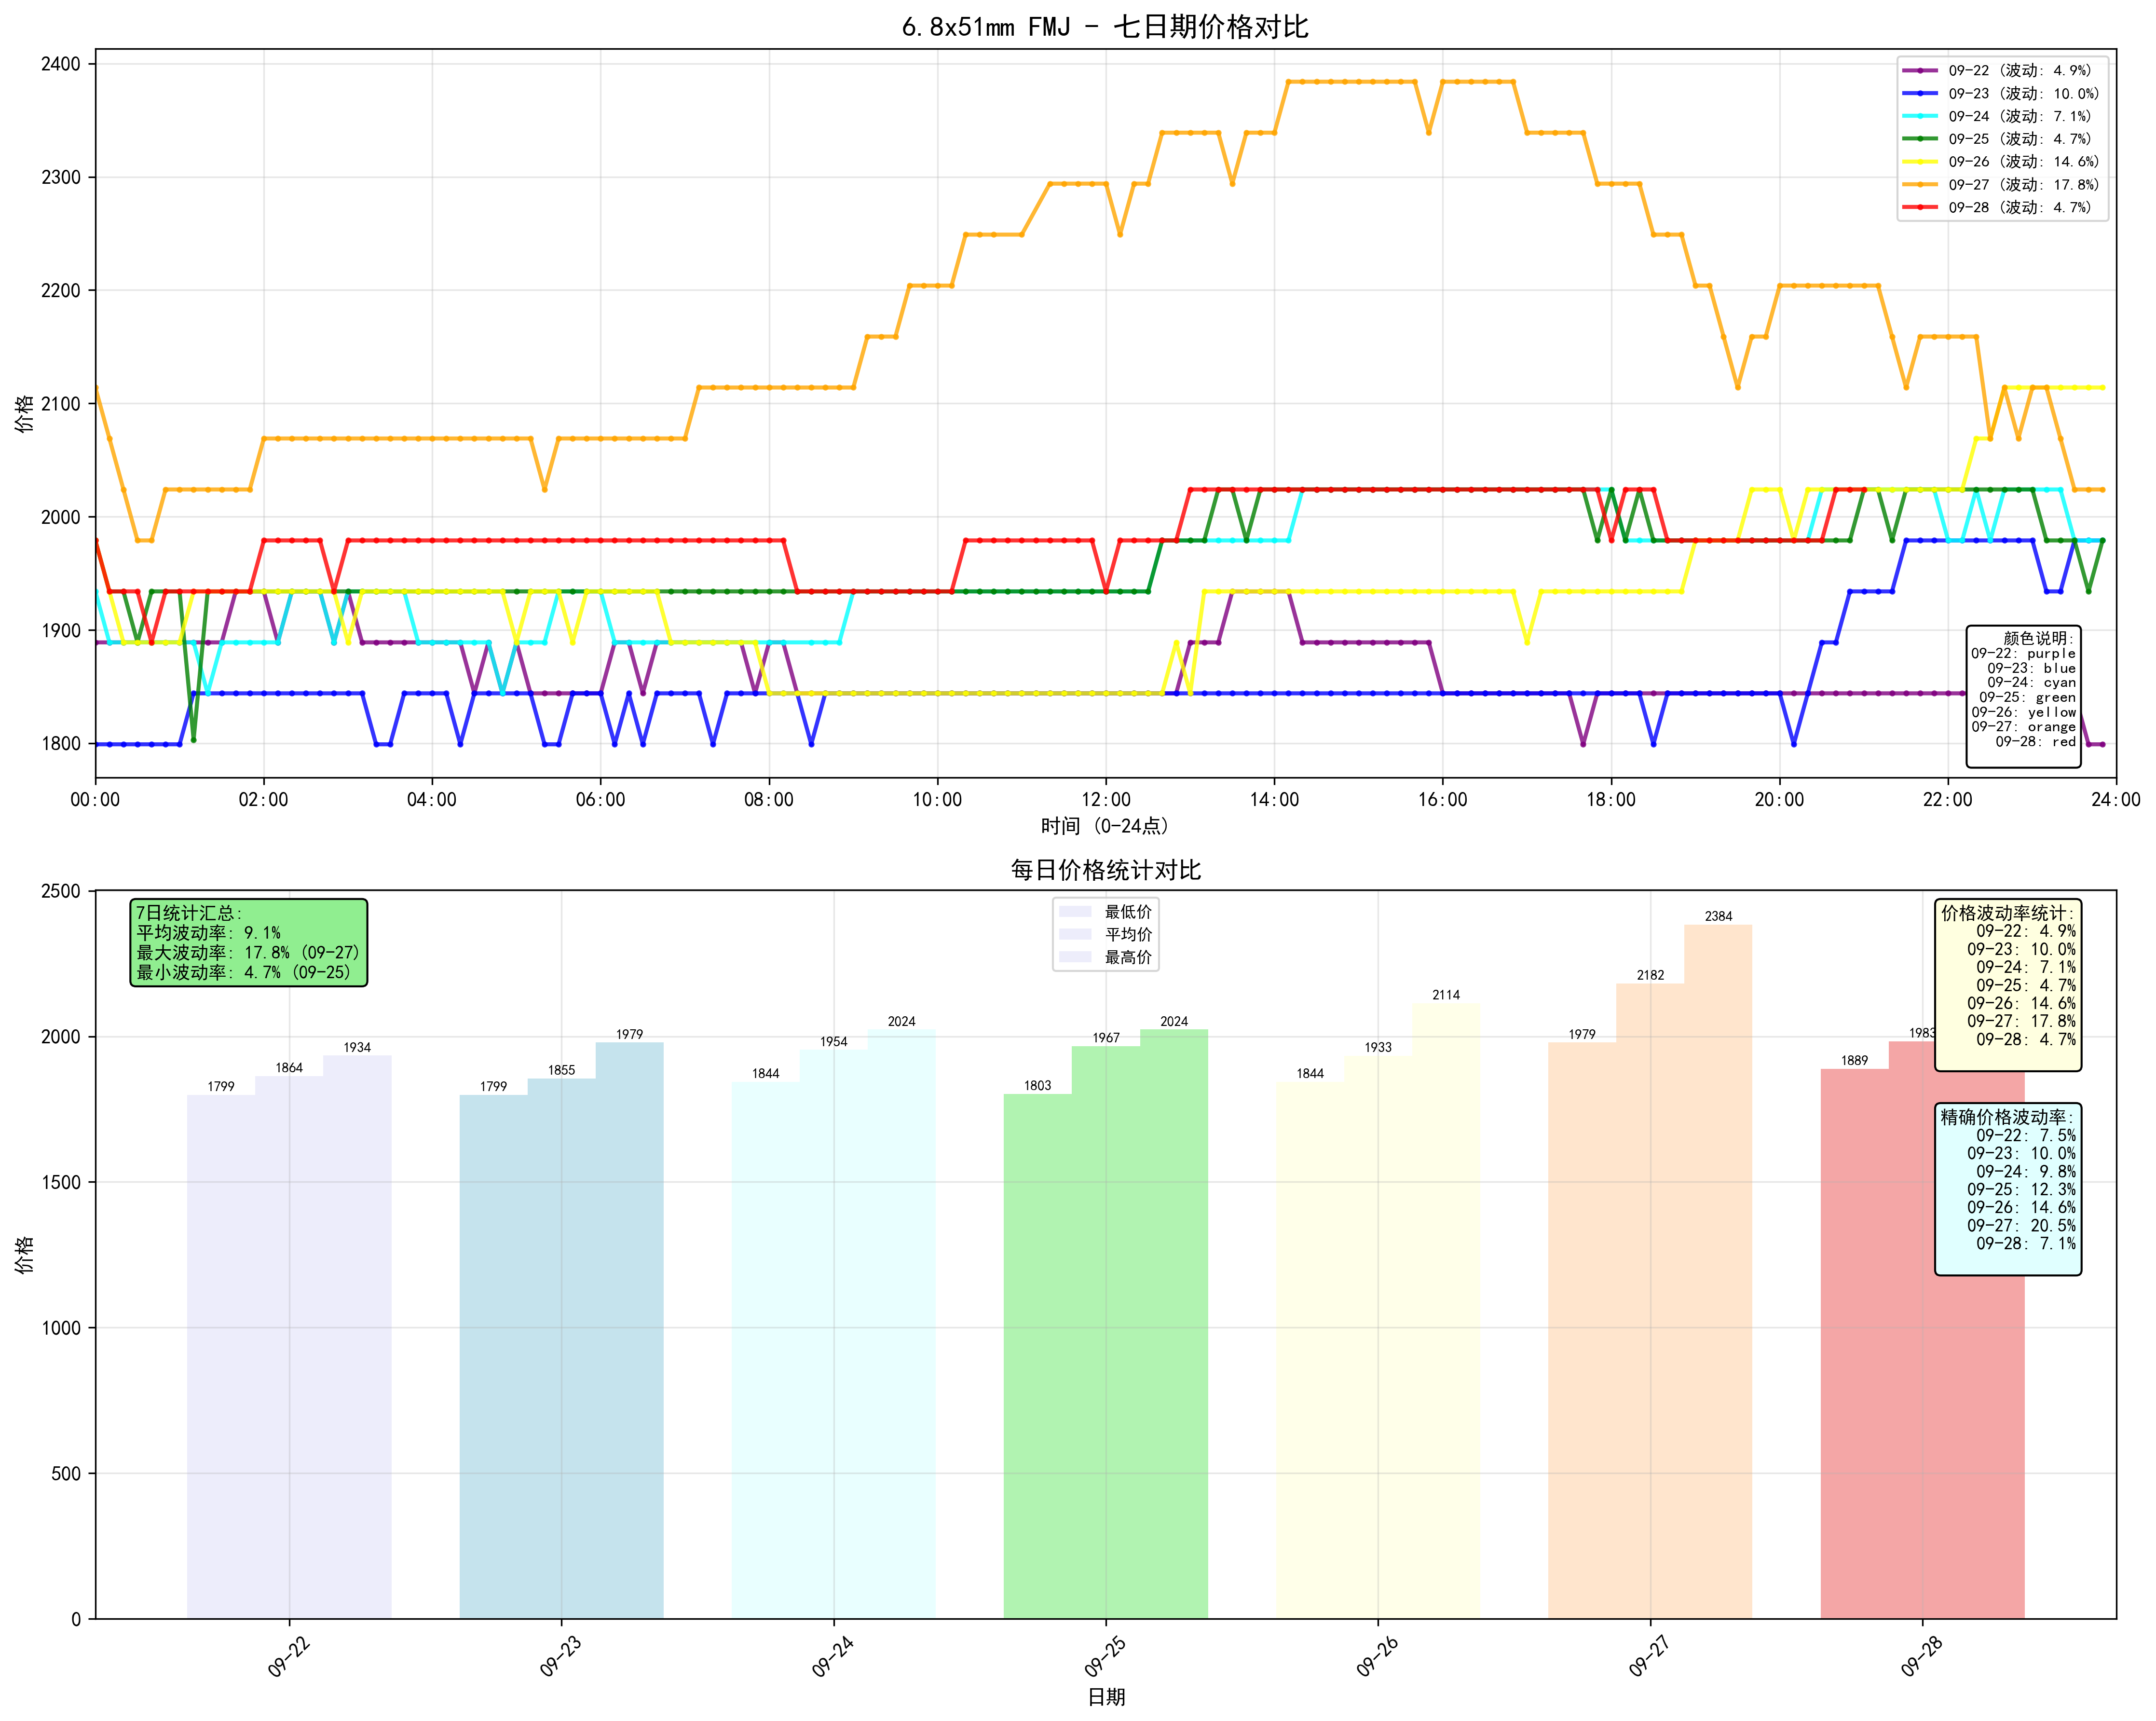 6.8x51mm FMJ - 七日期价格对比
2400
2300
2200
2100
2000
1900
1800
价格
09-22 (波动: 4.9%)
09-23 (波动: 10.0%)
09-24 (波动: 7.1%)
09-25 (波动: 4.7%)
09-26 (波动: 14.6%)
09-27 (波动: 17.8%)
09-28 (波动: 4.7%)
颜色说明:
09-22: purple
09-23: blue
09-24: cyan
09-25: green
09-26: yellow
09-27: orange
09-28: red
00:00 02:00 04:00 06:00 08:00 10:00 12:00 14:00 16:00 18:00 20:00 22:00 24:00
时间 (0-24点)
每日价格统计对比
2500
2000
1500
1000
500
0
价格
7日统计汇总:
平均波动率: 9.1%
最大波动率: 17.8% (09-27)
最小波动率: 4.7% (09-25)
最低价
平均价
最高价
价格波动率统计:
09-22: 4.9%
09-23: 10.0%
09-24: 7.1%
09-25: 4.7%
09-26: 14.6%
09-27: 17.8%
09-28: 4.7%
精确价格波动率:
09-22: 7.5%
09-23: 10.0%
09-24: 9.8%
09-25: 12.3%
09-26: 14.6%
09-27: 20.5%
09-28: 7.1%
1799 1864 1934
1799 1855 1979
1844 1954 2024
1803 1967 2024
1844 1933 2114
1979 2182 2384
1889 1983
09-22 09-23 09-24 09-25 09-26 09-27 09-28
日期